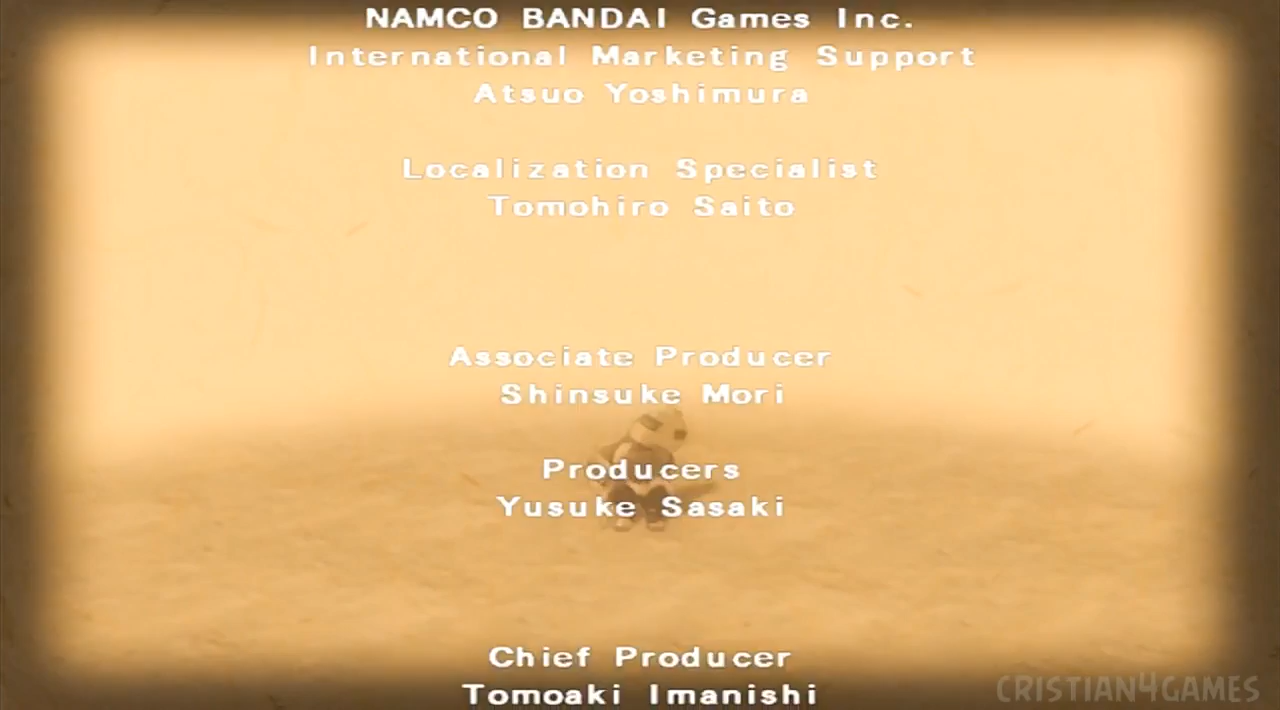 NAMCO BANDAI Games Inc.
International Marketing Support
Atsuo Yoshimura
Localization Specialist
Tomohiro Saito
Associate Producer
Shinsuke Mori
Producers
Yusuke Sasaki
Chief Producer
Tomoaki Imanishi
CRISTIAN4GAMES